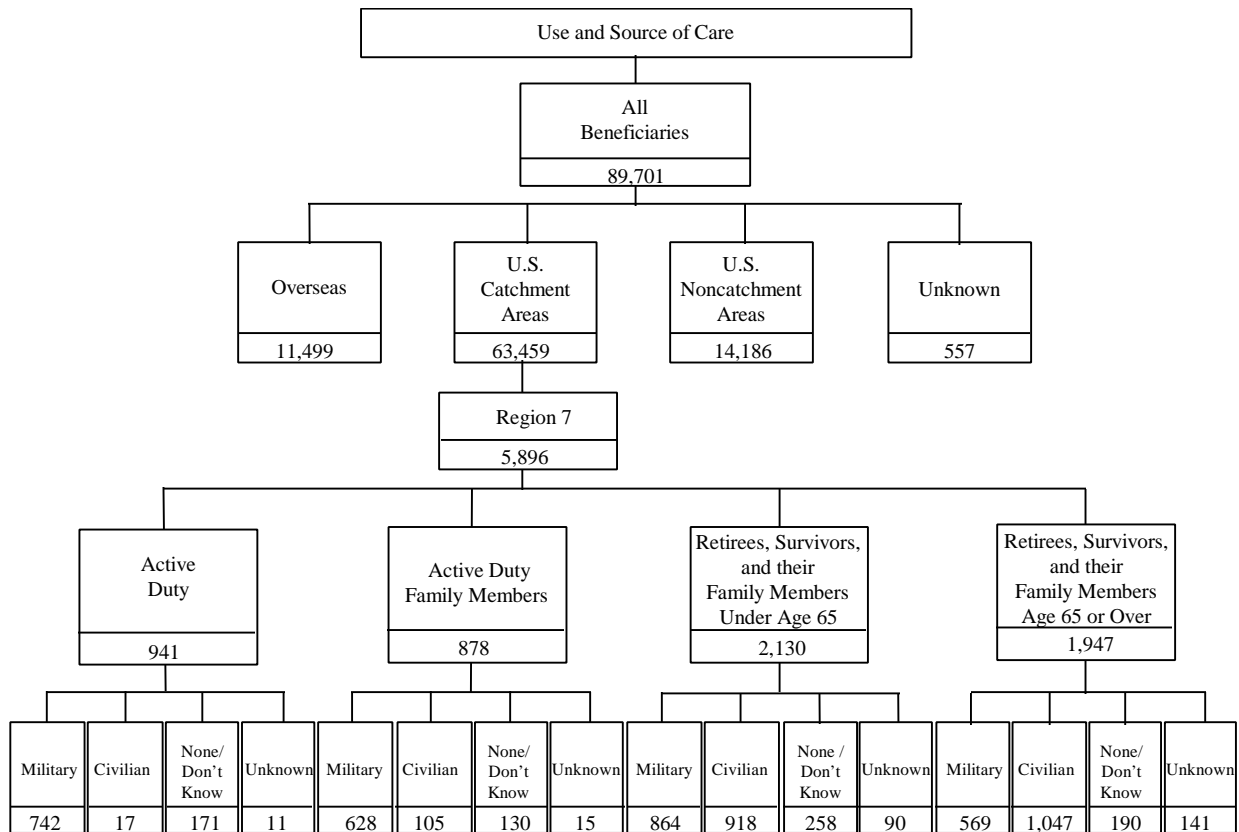 Use and Source of Care
All
Beneficiaries
89,701
Overseas
11,499
U.S.
Catchment
Areas
63,459
U.S.
Noncatchment
Areas
14,186
Unknown
557
Region 7
5,896
Active
Duty
941
Active Duty
Family Members
878
Retirees, Survivors,
and their
Family Members
Under Age 65
2,130
Retirees, Survivors,
and their
Family Members
Age 65 or Over
1,947
Military
742
Civilian
17
None/
Don't
Know
171
Unknown
11
Military
628
Civilian
105
None/
Don't
Know
130
Unknown
15
Military
864
Civilian
918
None /
Don't
Know
258
Unknown
90
Military
569
Civilian
1,047
None/
Don't
Know
190
Unknown
141